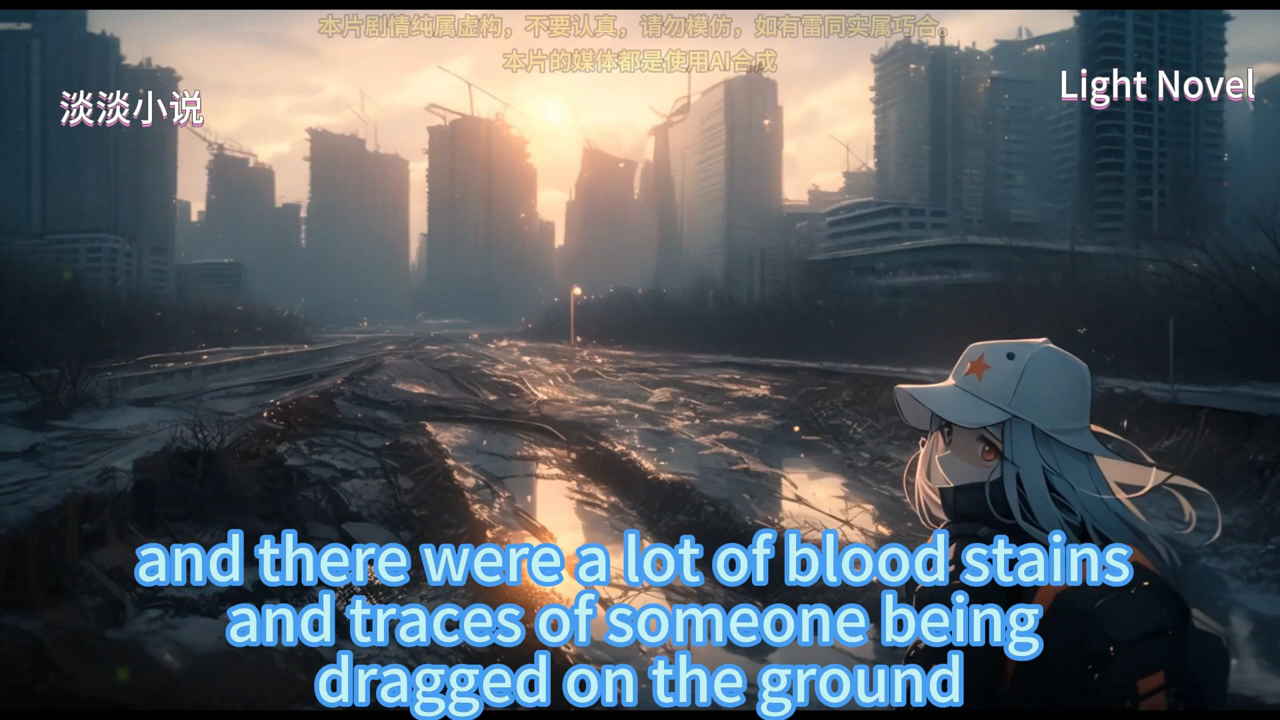 本片剧情纯属虚构，不要认真，请勿模仿，如有雷同实属巧合。
本片的媒体都是使用AI合成
淡淡小说
Light Novel
and there were a lot of blood stains
and traces of someone being
dragged on the ground